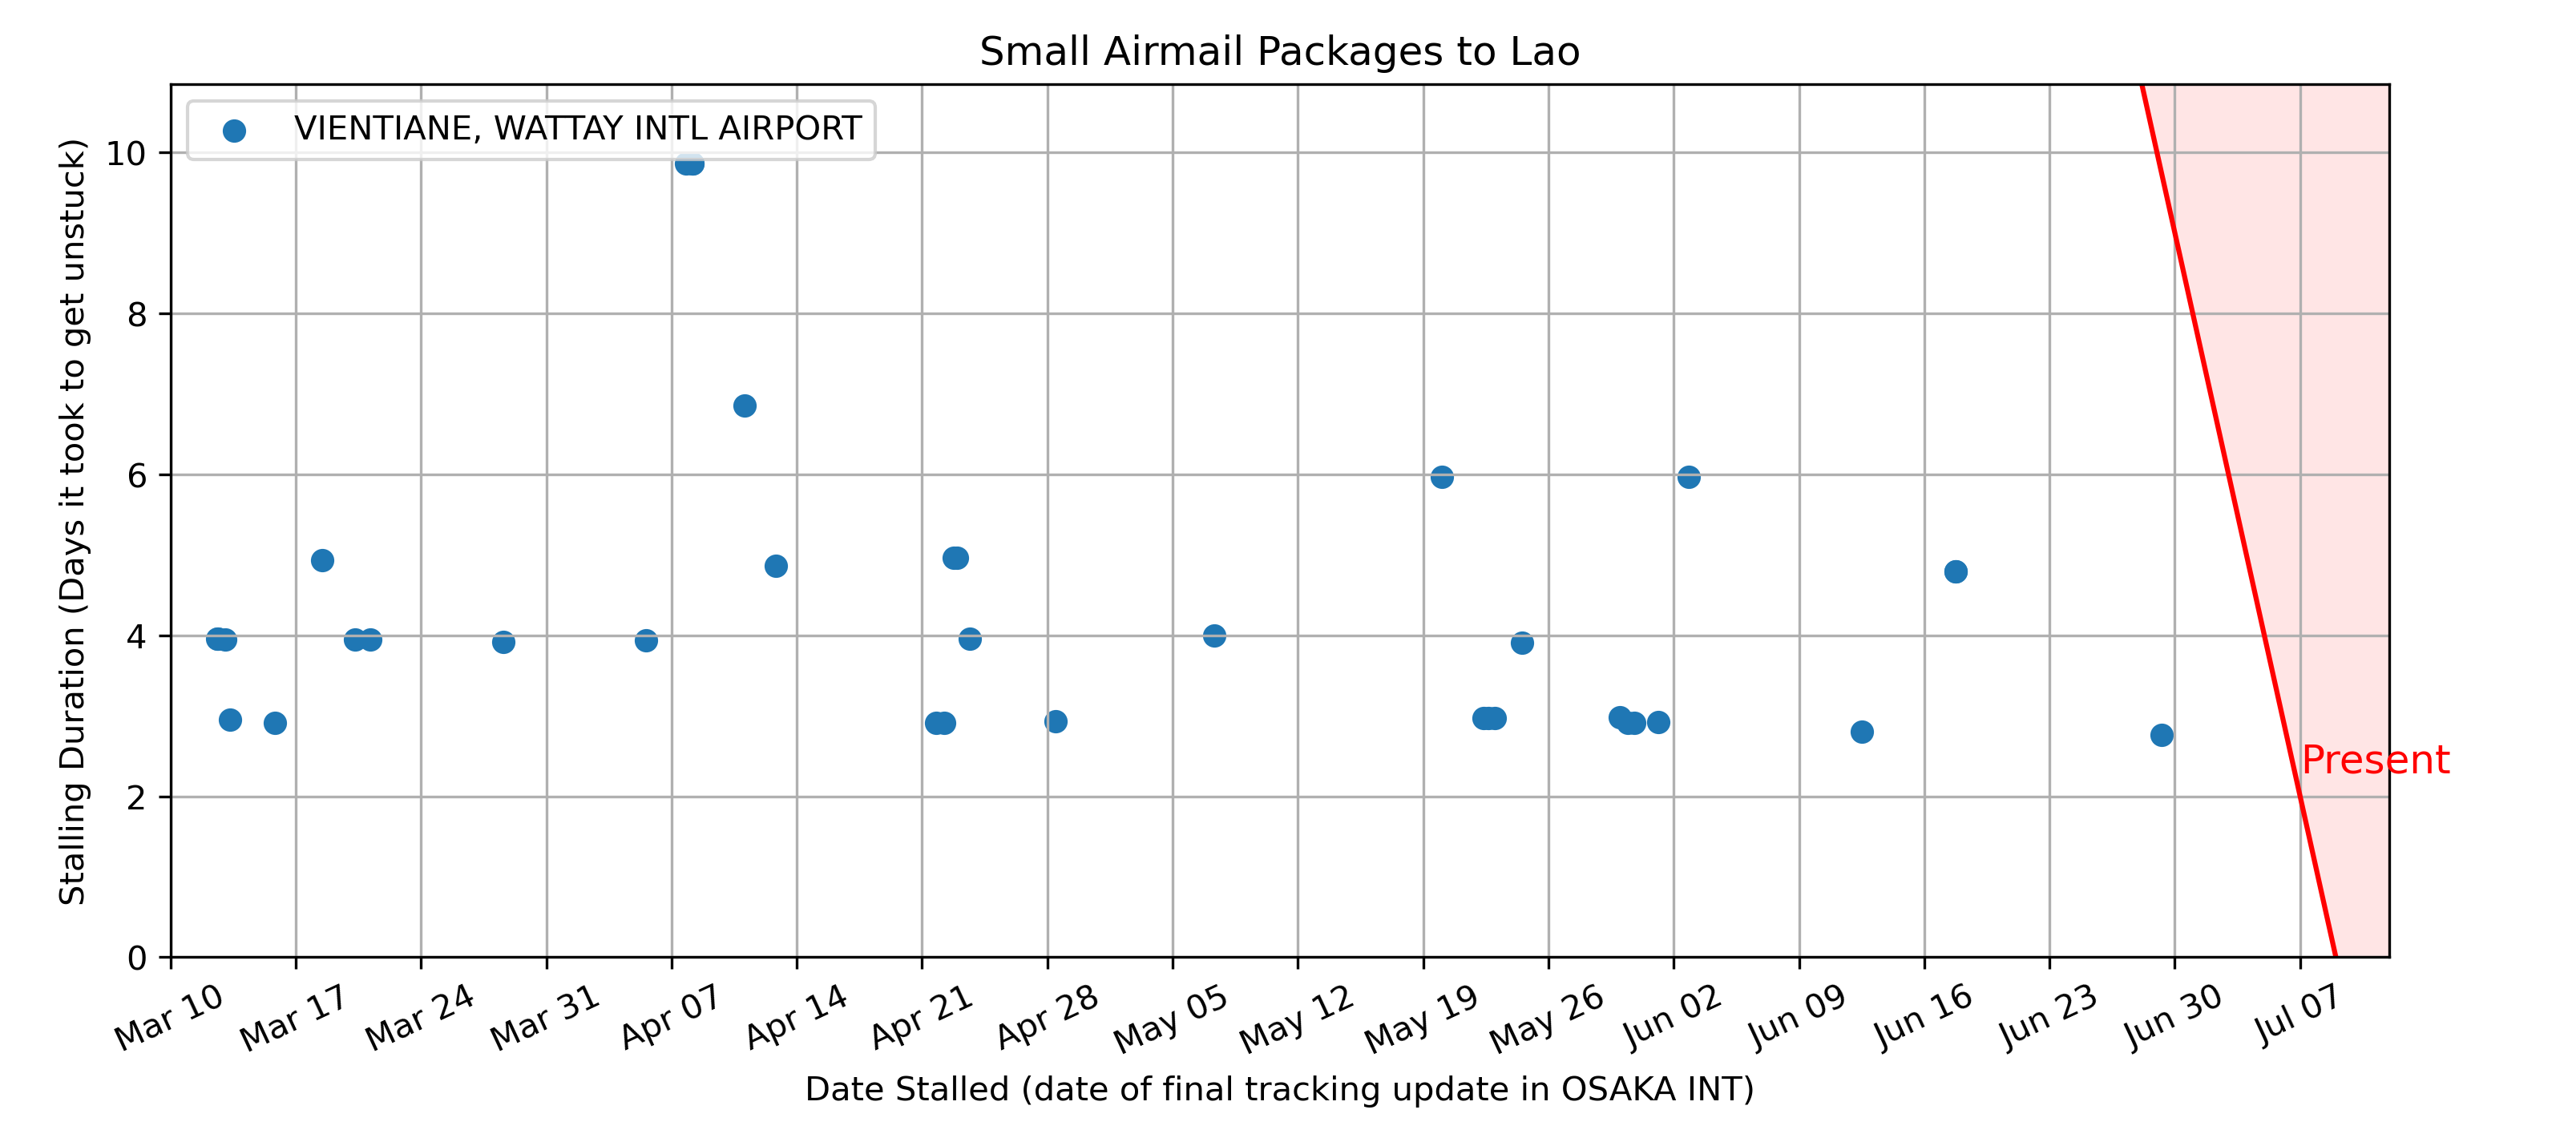 Small Airmail Packages to Lao
VIENTIANE, WATTAY INTL AIRPORT
Stalling Duration (Days it took to get unstuck)
10
8
6
4
2
0
Present
Mar 10
Mar 17
Mar 24
Mar 31
Apr 07
Apr 14
Apr 21
Apr 28
May 05
May 12
May 19
May 26
Jun 02
Jun 09
Jun 16
Jun 23
Jun 30
Jul 07
Date Stalled (date of final tracking update in OSAKA INT)